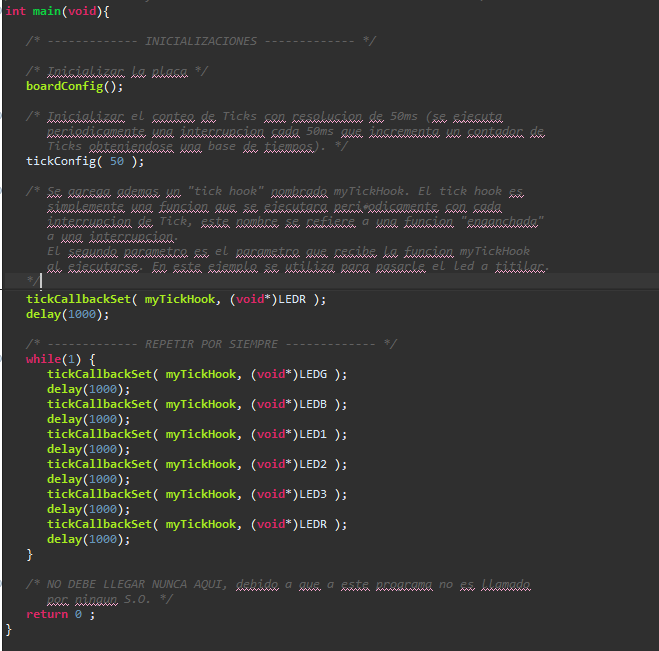 int main(void){
/* ------------- INICIALIZACIONES ------------- */
/* Inicializar la placa */
boardConfig();
/* Inicializar el conteo de Ticks con resolucion de 50ms (se ejecuta
periodicamente una interrupcion cada 50ms que incrementa un contador de
Ticks obteniendose una base de tiempos). */
tickConfig( 50 );
/* Se agrega ademas un "tick hook" nombrado myTickHook. El tick hook es
simplemente una funcion que se ejecutara peri•odicamente con cada
interrupcion de Tick, este nombre se refiere a una funcion "enganchada"
a una interrupcion.
El segundo parametro es el parametro que recibe la funcion myTickHook
al ejecutarse. En este ejemplo se utiliza para pasarle el led a titilar.
*/
tickCallbackSet( myTickHook, (void*)LEDR );
delay(1000);
/* ------------- REPETIR POR SIEMPRE ------------- */
while(1) {
tickCallbackSet( myTickHook, (void*)LEDG );
delay(1000);
tickCallbackSet( myTickHook, (void*)LEDB );
delay(1000);
tickCallbackSet( myTickHook, (void*)LED1 );
delay(1000);
tickCallbackSet( myTickHook, (void*)LED2 );
delay(1000);
tickCallbackSet( myTickHook, (void*)LED3 );
delay(1000);
tickCallbackSet( myTickHook, (void*)LEDR );
delay(1000);
}
/* NO DEBE LLEGAR NUNCA AQUI, debido a que a este programa no es llamado
por ningun S.O. */
return 0 ;
}